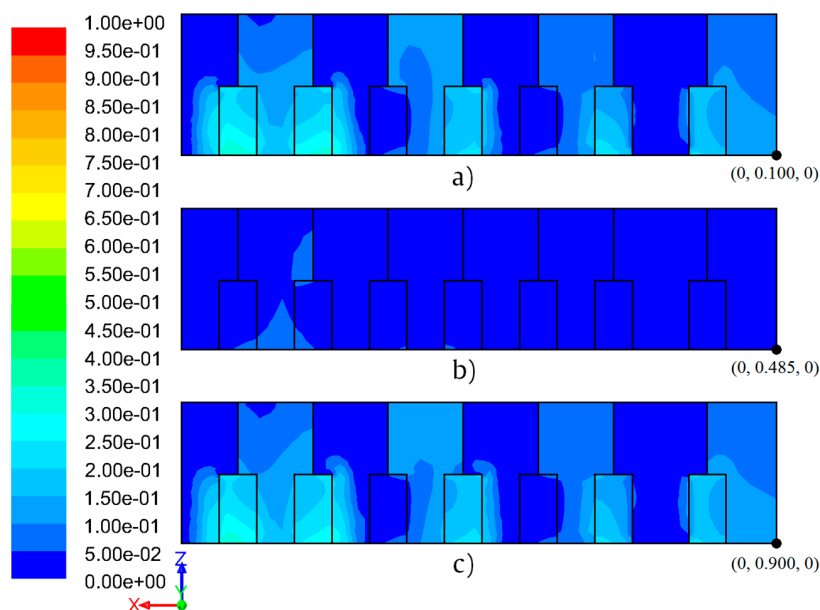 1.00e+00
9.50e-01
9.00e-01
8.50e-01
8.00e-01
7.50e-01
7.00e-01
6.50e-01
6.00e-01
5.50e-01
5.00e-01
4.50e-01
4.00e-01
3.50e-01
3.00e-01
2.50e-01
2.00e-01
1.50e-01
1.00e-01
5.00e-02
0.00e+00
Z
Y
X
a)
(0, 0.100, 0)
b)
(0, 0.485, 0)
c)
(0, 0.900, 0)